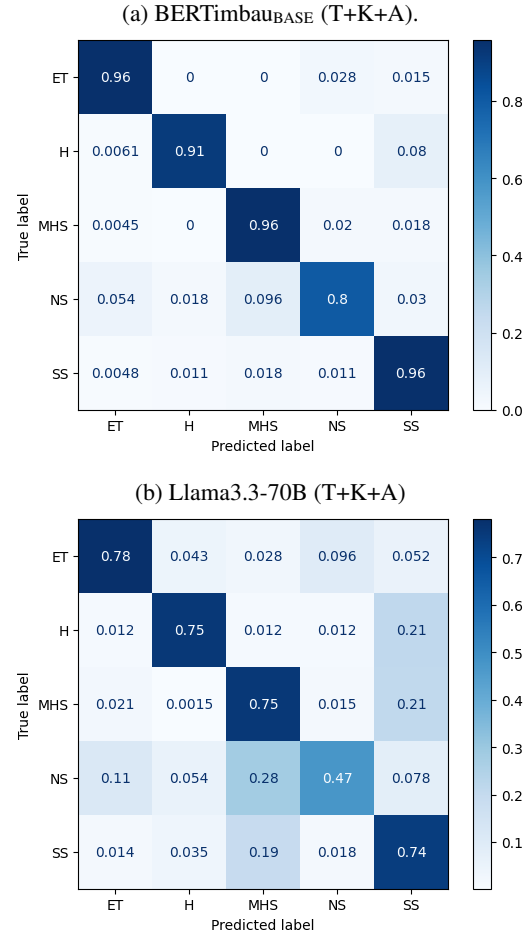 (a) BERTimbauBASE (T+K+A).
ET 0.96 0 0 0.028 0.015
H 0.0061 0.91 0 0 0.08
MHS 0.0045 0 0.96 0.02 0.018
NS 0.054 0.018 0.096 0.8 0.03
SS 0.0048 0.011 0.018 0.011 0.96
ET H MHS NS SS
Predicted label
True label
0.8
0.6
0.4
0.2
0.0
(b) Llama3.3-70B (T+K+A)
ET 0.78 0.043 0.028 0.096 0.052
H 0.012 0.75 0.012 0.012 0.21
MHS 0.021 0.0015 0.75 0.015 0.21
NS 0.11 0.054 0.28 0.47 0.078
SS 0.014 0.035 0.19 0.018 0.74
ET H MHS NS SS
Predicted label
True label
0.7
0.6
0.5
0.4
0.3
0.2
0.1